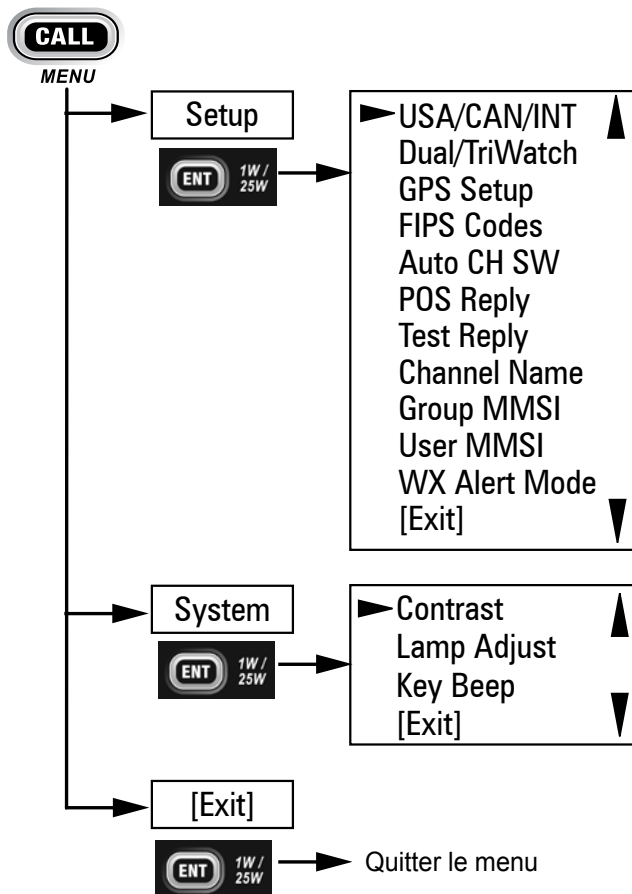 CALL
MENU
Setup
ENT 1W /
25W
USA/CAN/INT
Dual/TriWatch
GPS Setup
FIPS Codes
Auto CH SW
POS Reply
Test Reply
Channel Name
Group MMSI
User MMSI
WX Alert Mode
[Exit]
System
ENT 1W /
25W
Contrast
Lamp Adjust
Key Beep
[Exit]
[Exit]
ENT 1W /
25W
Quitter le menu